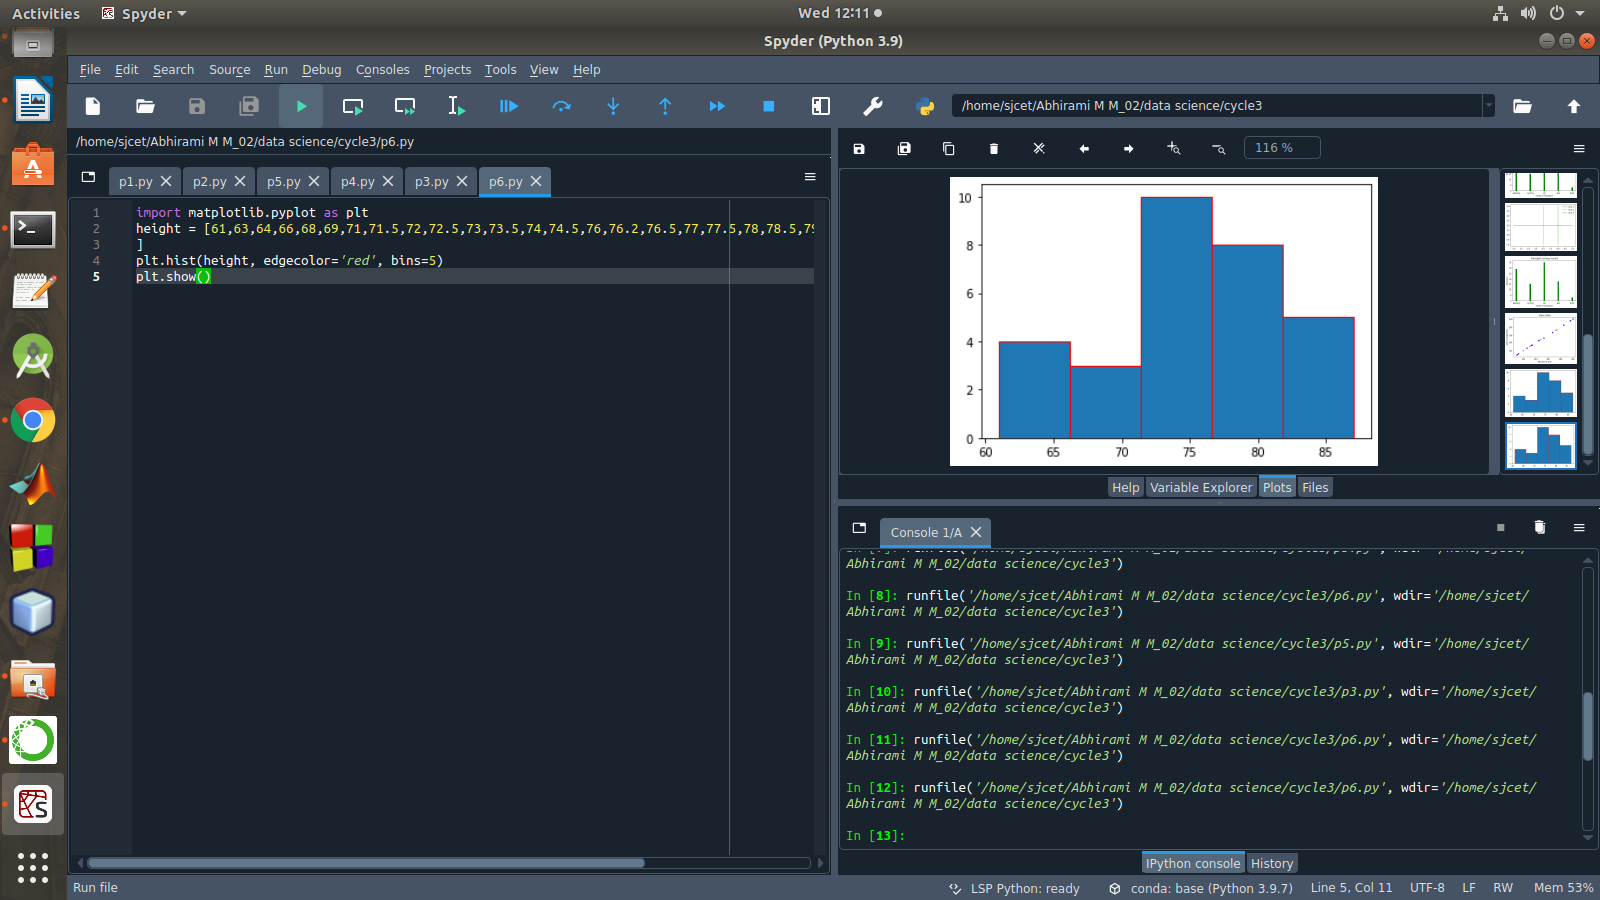 Activities Spyder Wed 12:11
Spyder (Python 3.9)
File Edit Search Source Run Debug Consoles Projects Tools View Help
/home/sjcet/Abhirami M M_02/data science/cycle3
/home/sjcet/Abhirami M M_02/data science/cycle3/p6.py
p1.py p2.py p5.py p4.py p3.py p6.py
1 import matplotlib.pyplot as plt
2 height = [61,63,64,66,68,69,71,71.5,72,72.5,73,73.5,74,74.5,76,76.2,76.5,77,77.5,78,78.5,79
3 ]
4 plt.hist(height, edgecolor='red', bins=5)
5 plt.show()
116 %
10
8
6
4
2
0
60 65 70 75 80 85
Help Variable Explorer Plots Files
Console 1/A
Abhirami M M_02/data science/cycle3')
In [8]: runfile('/home/sjcet/Abhirami M M_02/data science/cycle3/p6.py', wdir='/home/sjcet/
Abhirami M M_02/data science/cycle3')
In [9]: runfile('/home/sjcet/Abhirami M M_02/data science/cycle3/p5.py', wdir='/home/sjcet/
Abhirami M M_02/data science/cycle3')
In [10]: runfile('/home/sjcet/Abhirami M M_02/data science/cycle3/p3.py', wdir='/home/sjcet/
Abhirami M M_02/data science/cycle3')
In [11]: runfile('/home/sjcet/Abhirami M M_02/data science/cycle3/p6.py', wdir='/home/sjcet/
Abhirami M M_02/data science/cycle3')
In [12]: runfile('/home/sjcet/Abhirami M M_02/data science/cycle3/p6.py', wdir='/home/sjcet/
Abhirami M M_02/data science/cycle3')
In [13]:
IPython console History
Run file LSP Python: ready conda: base (Python 3.9.7) Line 5, Col 11 UTF-8 LF RW Mem 53%